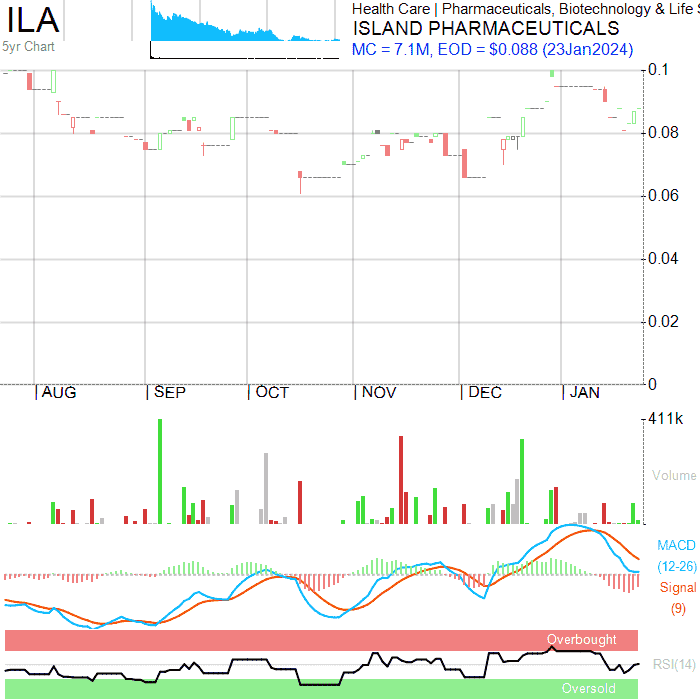 ILA
5yr Chart
Health Care | Pharmaceuticals, Biotechnology & Life S
ISLAND PHARMACEUTICALS
MC = 7.1M, EOD = $0.088 (23Jan2024)
0.1
0.08
0.06
0.04
0.02
0
| AUG | SEP | OCT | NOV | DEC | JAN
411k
Volume
MACD
(12-26)
Signal
(9)
Overbought
RSI(14)
Oversold